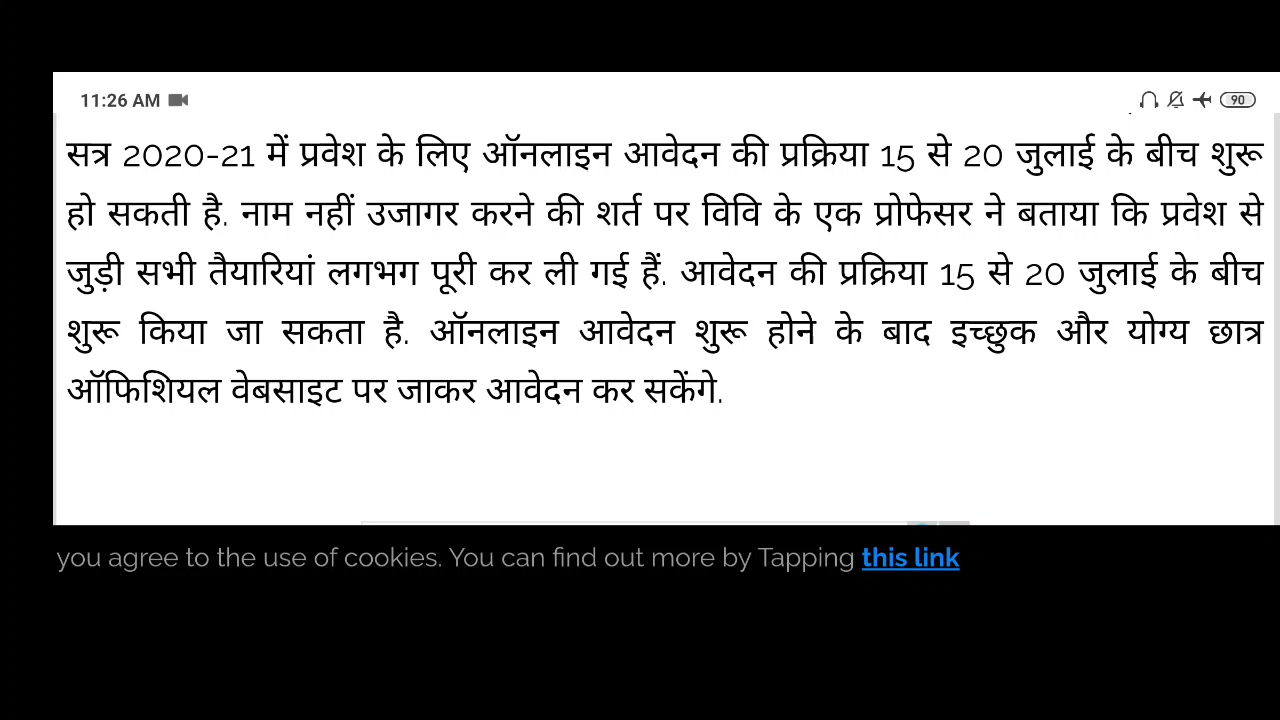 11:26 AM
90
सत्र 2020-21 में प्रवेश के लिए ऑनलाइन आवेदन की प्रक्रिया 15 से 20 जुलाई के बीच शुरू
हो सकती है. नाम नहीं उजागर करने की शर्त पर विवि के एक प्रोफेसर ने बताया कि प्रवेश से
जुड़ी सभी तैयारियां लगभग पूरी कर ली गई हैं. आवेदन की प्रक्रिया 15 से 20 जुलाई के बीच
शुरू किया जा सकता है. ऑनलाइन आवेदन शुरू होने के बाद इच्छुक और योग्य छात्र
ऑफिशियल वेबसाइट पर जाकर आवेदन कर सकेंगे.
you agree to the use of cookies. You can find out more by Tapping this link